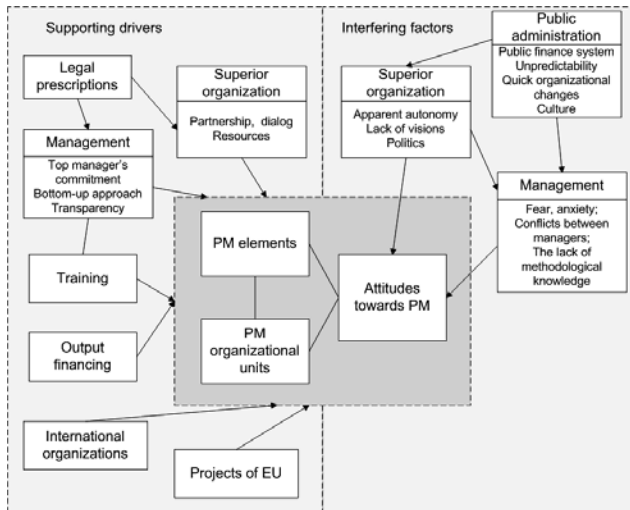 Supporting drivers
Interfering factors
Public
administration
Public finance system
Unpredictability
Quick organizational
changes
Culture
Legal
prescriptions
Superior
organization
Partnership, dialog
Resources
Superior
organization
Apparent autonomy
Lack of visions
Politics
Management
Top manager's
commitment
Bottom-up approach
Transparency
Management
Fear, anxiety;
Conflicts between
managers;
The lack of
methodological
knowledge
PM elements
Training
Attitudes
towards PM
Output
financing
PM
organizational
units
International
organizations
Projects of EU